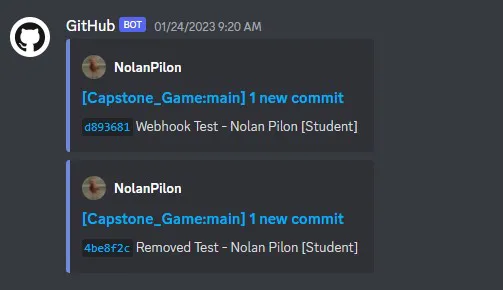 GitHub BOT 01/24/2023 9:20 AM
NolanPilon
[Capstone_Game:main] 1 new commit
d893681 Webhook Test - Nolan Pilon [Student]
NolanPilon
[Capstone_Game:main] 1 new commit
4be8f2c Removed Test - Nolan Pilon [Student]